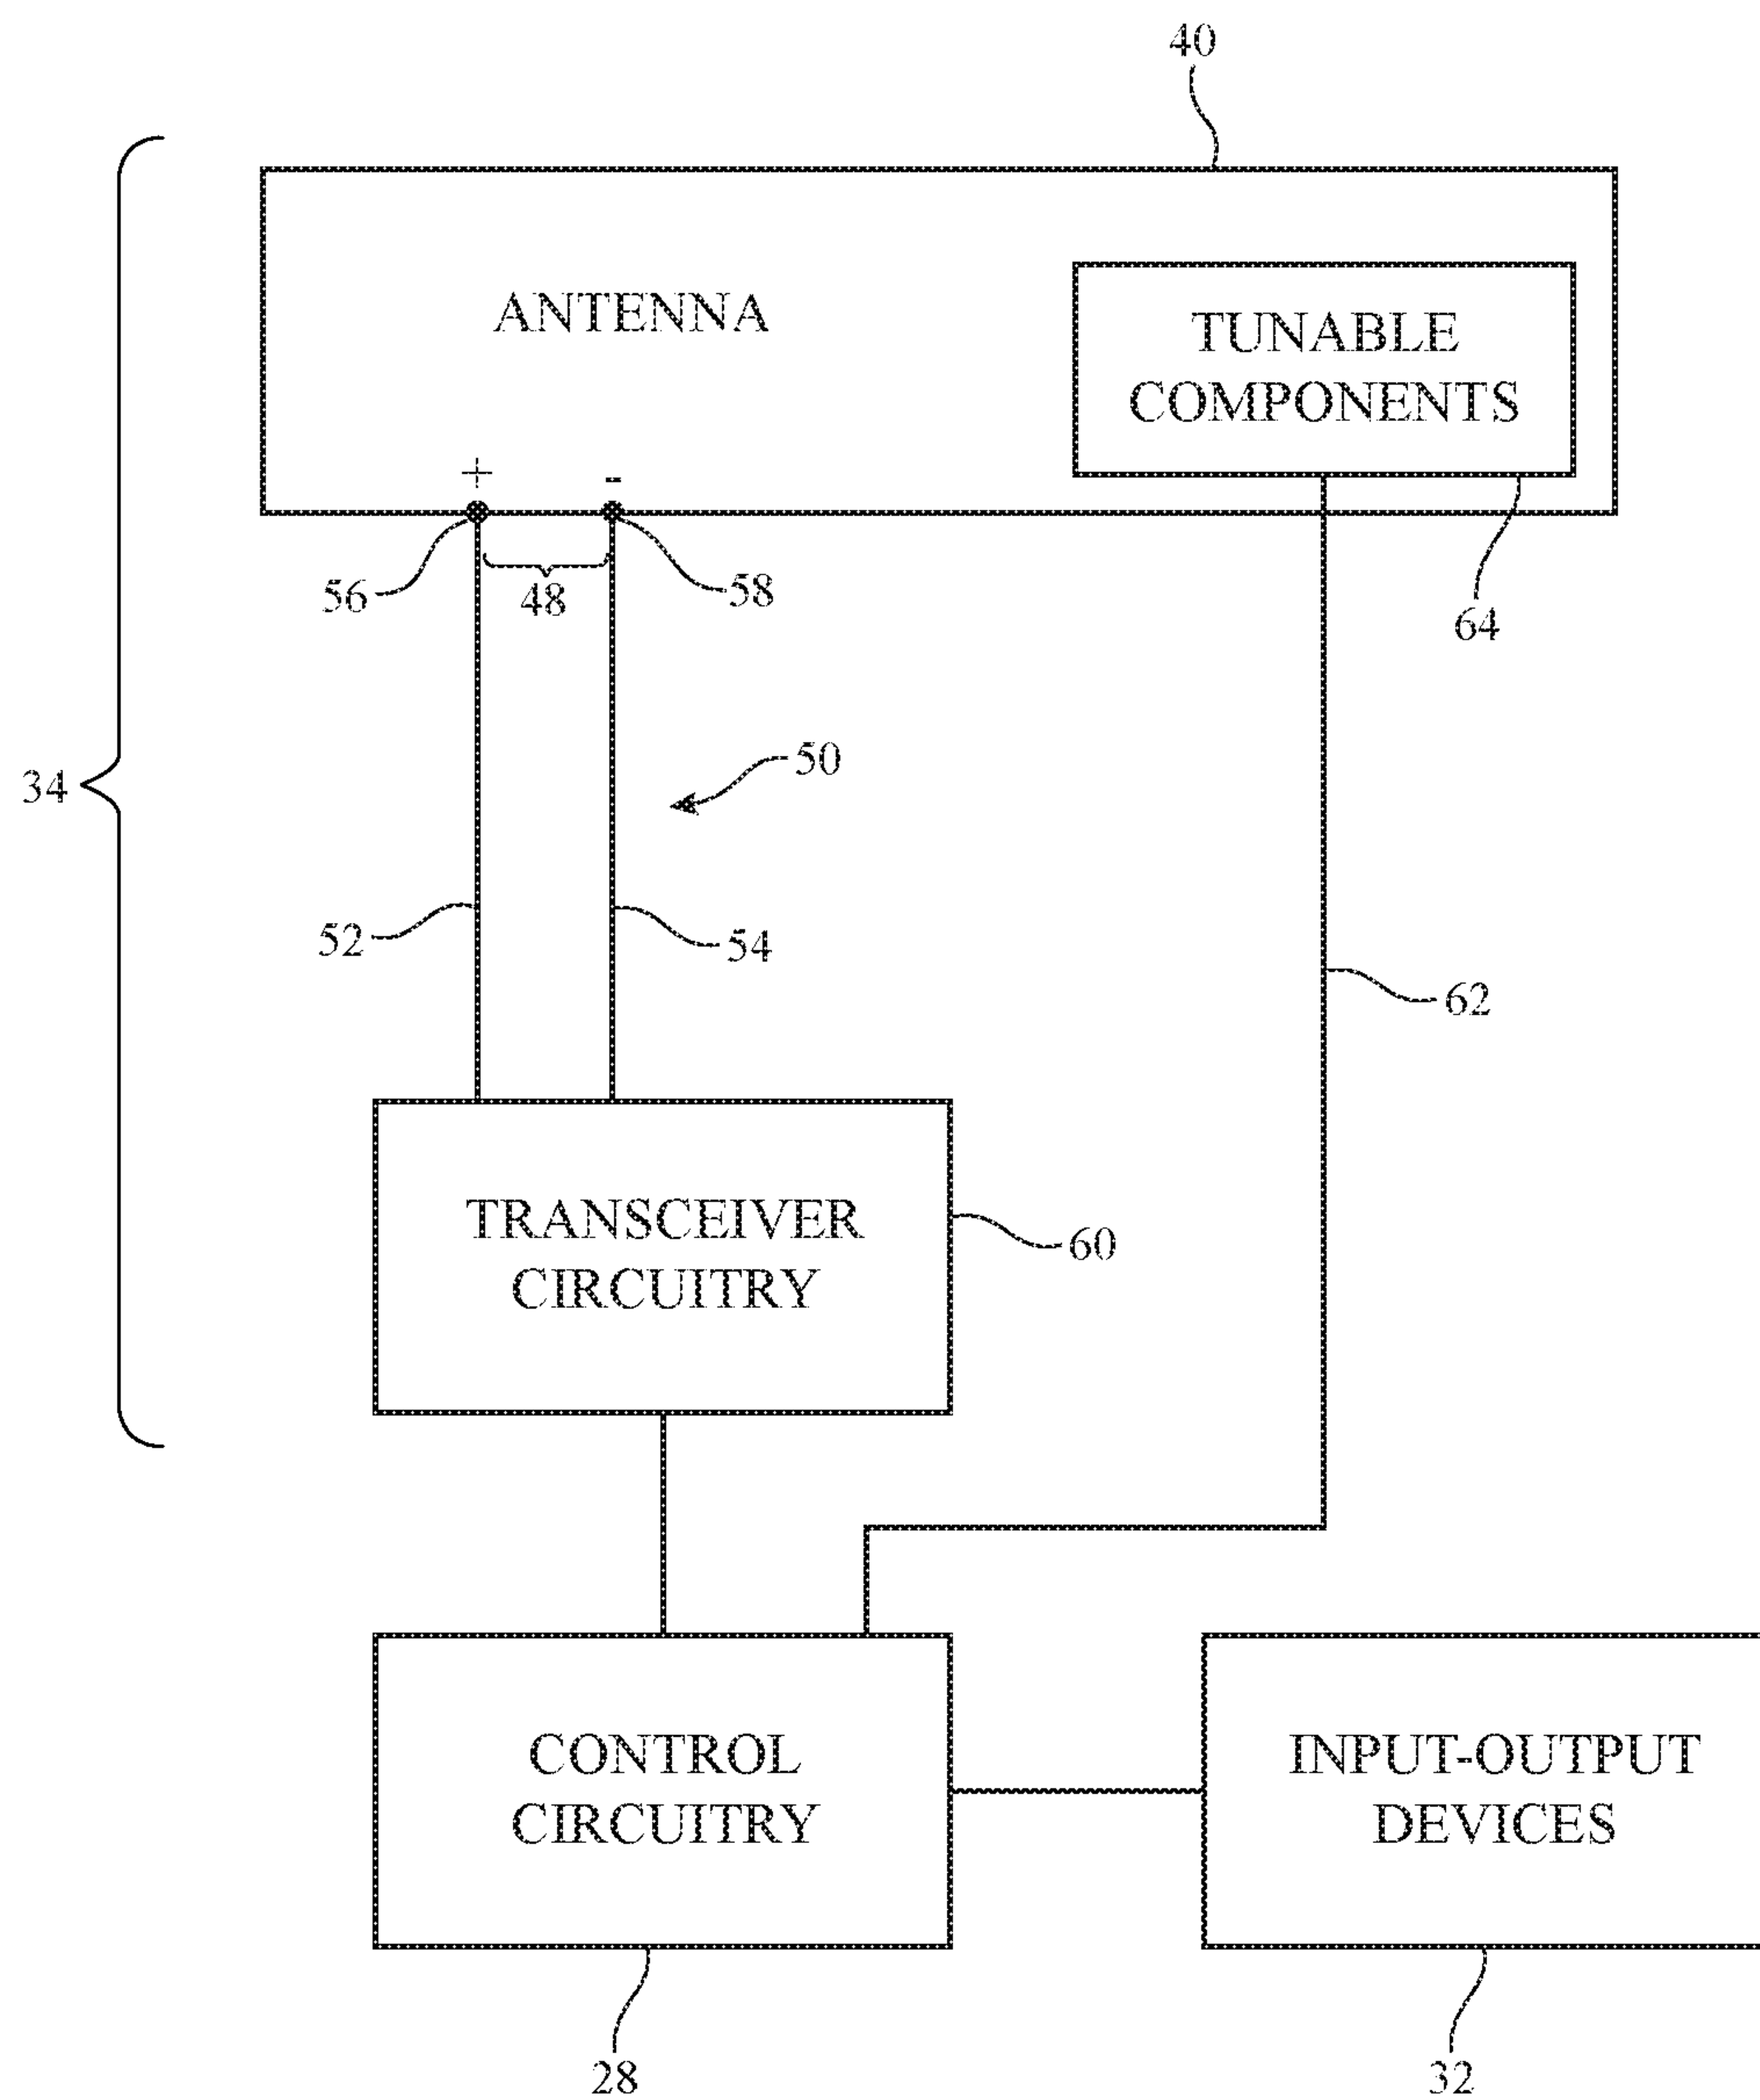 40
ANTENNA
TUNABLE
COMPONENTS
+
-
56
48
58
64
34
50
52
54
62
TRANSCEIVER
CIRCUITRY
60
CONTROL
CIRCUITRY
INPUT-OUTPUT
DEVICES
28
32